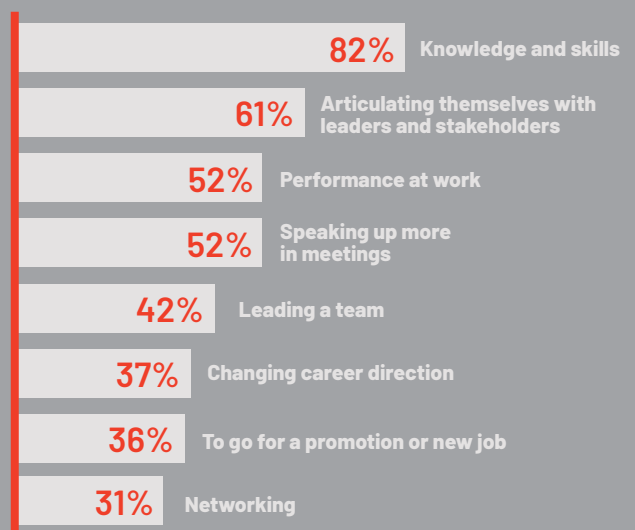 82% Knowledge and skills
61% Articulating themselves with
leaders and stakeholders
52% Performance at work
52% Speaking up more
in meetings
42% Leading a team
37% Changing career direction
36% To go for a promotion or new job
31% Networking